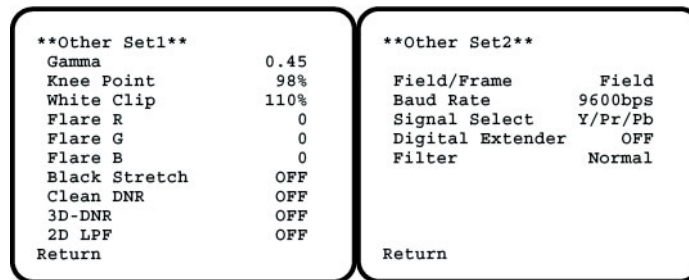 **Other Set1**
Gamma 0.45
Knee Point 98%
White Clip 110%
Flare R 0
Flare G 0
Flare B 0
Black Stretch OFF
Clean DNR OFF
3D-DNR OFF
2D LPF OFF
Return
**Other Set2**
Field/Frame Field
Baud Rate 9600bps
Signal Select Y/Pr/Pb
Digital Extender OFF
Filter Normal
Return